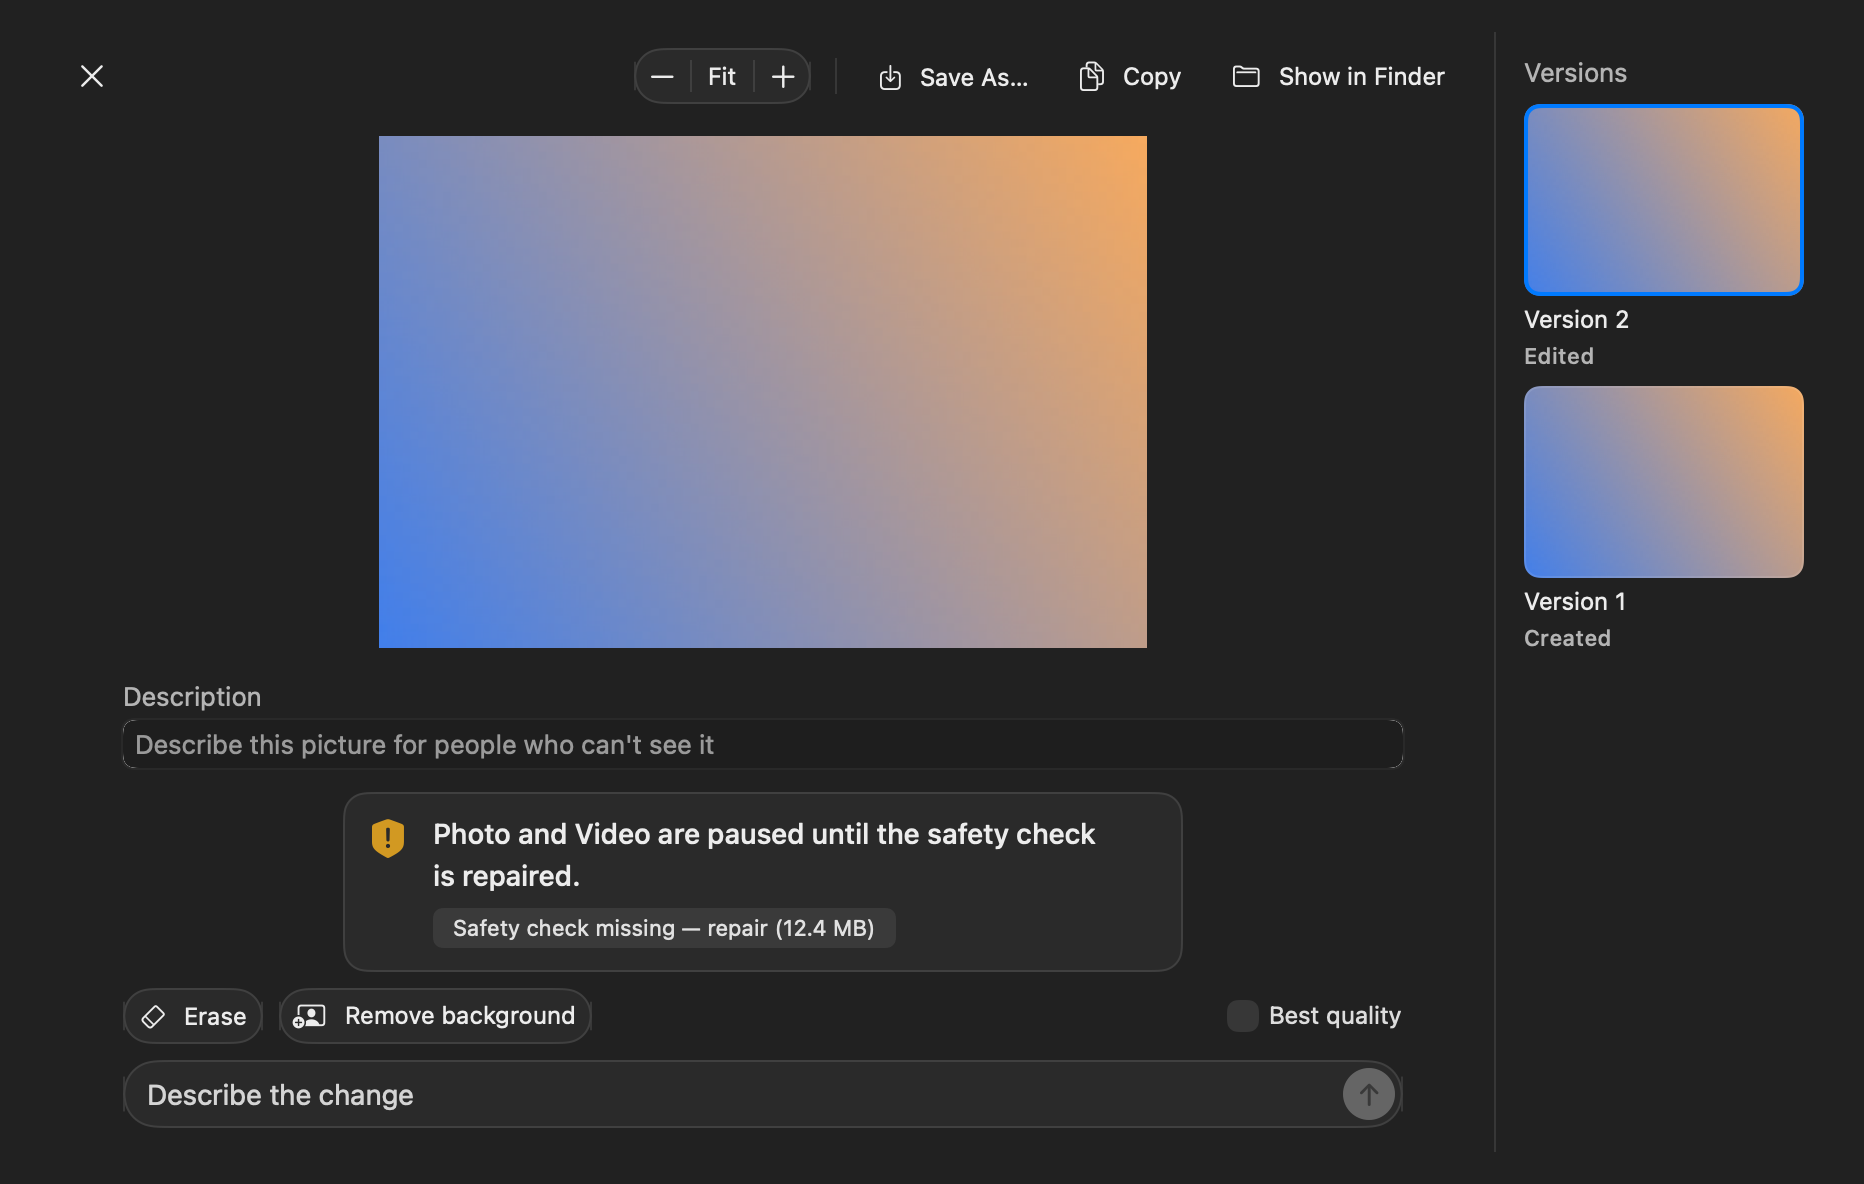 Fit
Save As...
Copy
Show in Finder
Versions
Version 2
Edited
Version 1
Created
Description
Describe this picture for people who can't see it
Photo and Video are paused until the safety check
is repaired.
Safety check missing — repair (12.4 MB)
Erase
Remove background
Best quality
Describe the change